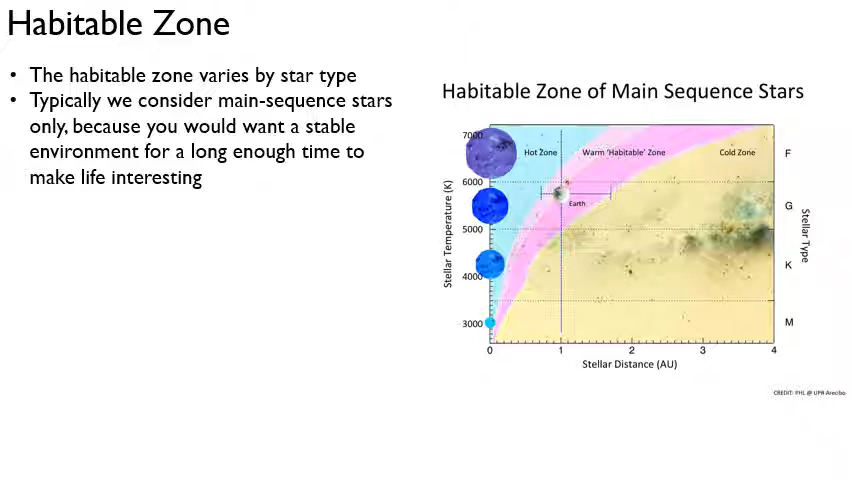 Habitable Zone
• The habitable zone varies by star type
• Typically we consider main-sequence stars
only, because you would want a stable
environment for a long enough time to
make life interesting
Habitable Zone of Main Sequence Stars
7000
6000
5000
4000
3000
Stellar Temperature (K)
Hot Zone
Warm 'Habitable' Zone
Cold Zone
Earth
F
G
K
M
Stellar Type
0 1 2 3 4
Stellar Distance (AU)
CREDIT: PHL @ UPR Arecibo